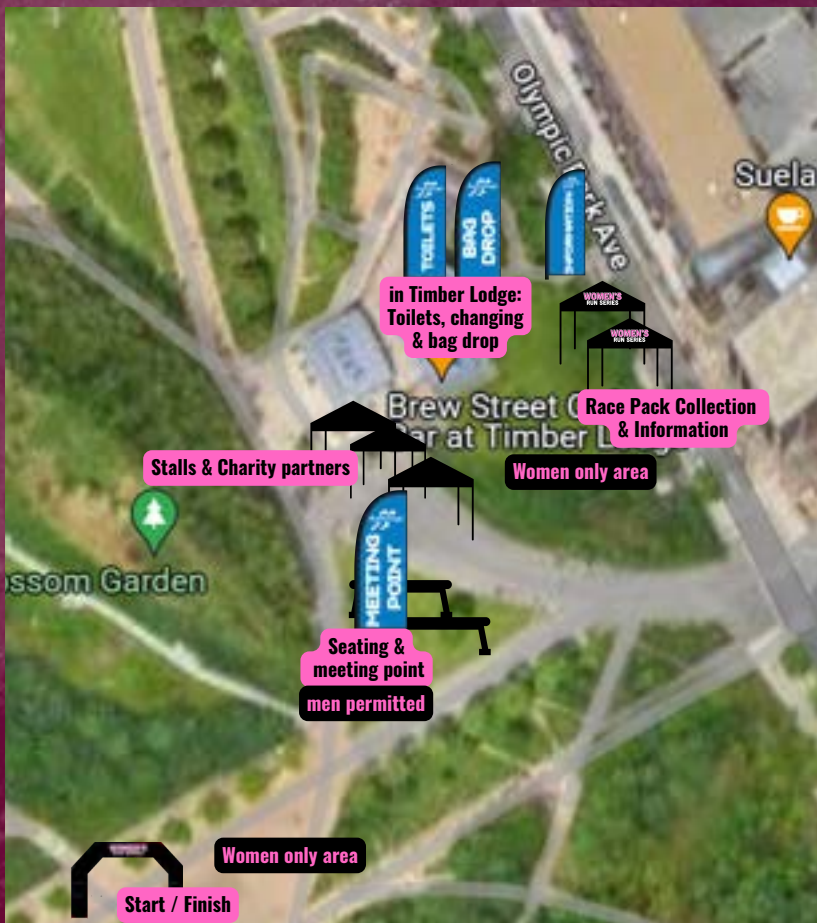 Olympic Park Ave
Suela
TOILETS
BAG
DROP
INFORMATION
in Timber Lodge:
Toilets, changing
& bag drop
WOMEN'S
RUN SERIES
WOMEN'S
RUN SERIES
Brew Street
Bar at Timber
Race Pack Collection
& Information
Stalls & Charity partners
Women only area
ossom Garden
MEETING
POINT
Seating &
meeting point
men permitted
Women only area
Start / Finish